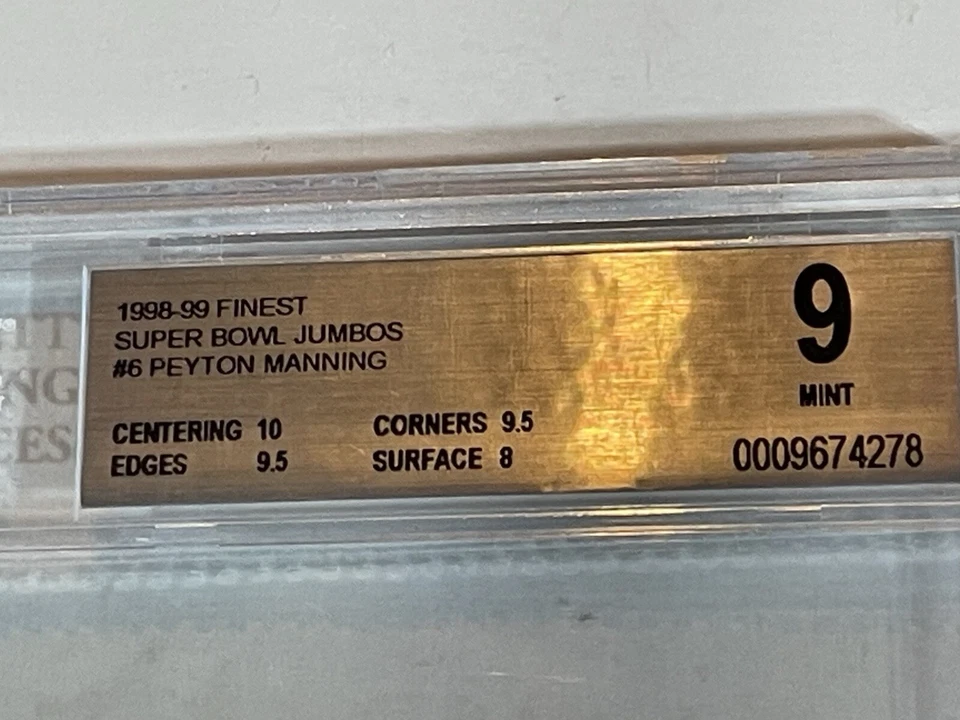 1998-99 FINEST
SUPER BOWL JUMBOS
#6 PEYTON MANNING
CENTERING 10 CORNERS 9.5
EDGES 9.5 SURFACE 8
9
MINT
0009674278